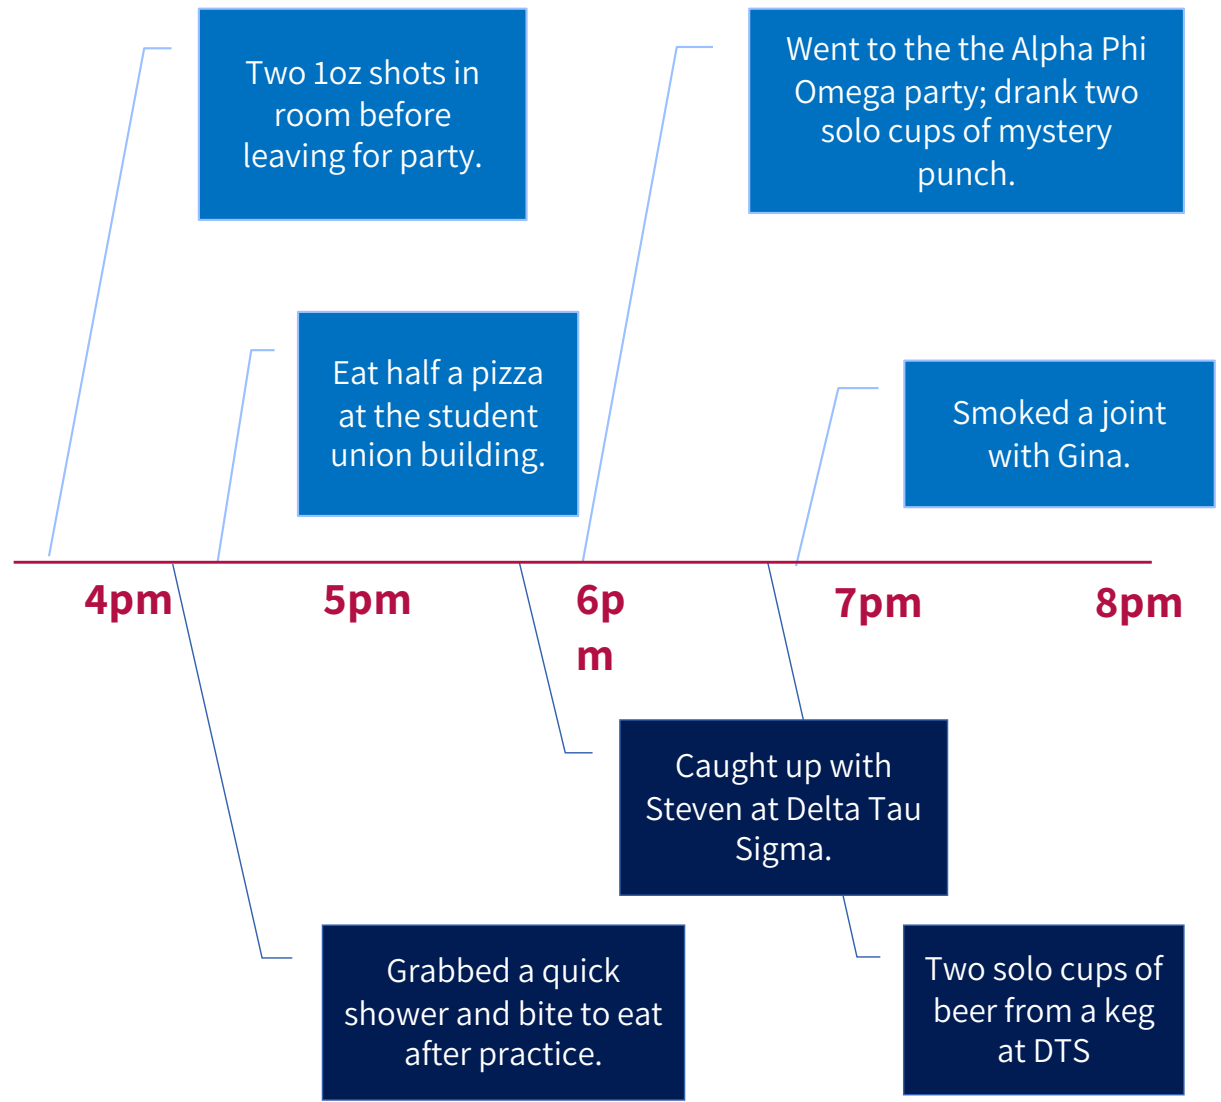 Two 1oz shots in
room before
leaving for party.
Went to the the Alpha Phi
Omega party; drank two
solo cups of mystery
punch.
Eat half a pizza
at the student
union building.
Smoked a joint
with Gina.
4pm
5pm
6p
m
7pm
8pm
Caught up with
Steven at Delta Tau
Sigma.
Grabbed a quick
shower and bite to eat
after practice.
Two solo cups of
beer from a keg
at DTS